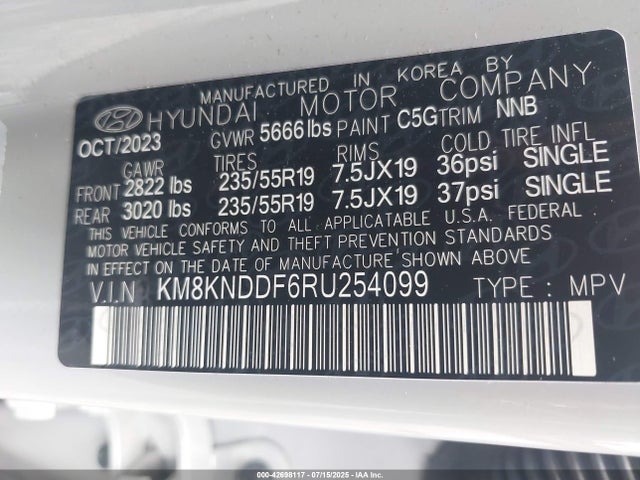 MANUFACTURED IN KOREA BY
HYUNDAI MOTOR COMPANY
OCT/2023 GVWR 5666 lbs PAINT C5G TRIM NNB
GAWR TIRES RIMS COLD TIRE INFL
FRONT 2822 lbs 235/55R19 7.5JX19 36psi SINGLE
REAR 3020 lbs 235/55R19 7.5JX19 37psi SINGLE
THIS VEHICLE CONFORMS TO ALL APPLICABLE U.S.A. FEDERAL
MOTOR VEHICLE SAFETY AND THEFT PREVENTION STANDARDS
IN EFFECT ON THE DATE OF MANUFACTURE SHOWN ABOVE
V.I.N KM8KNDDF6RU254099 TYPE : MPV
000-42698117 - 07/15/2025 - IAAI.COM